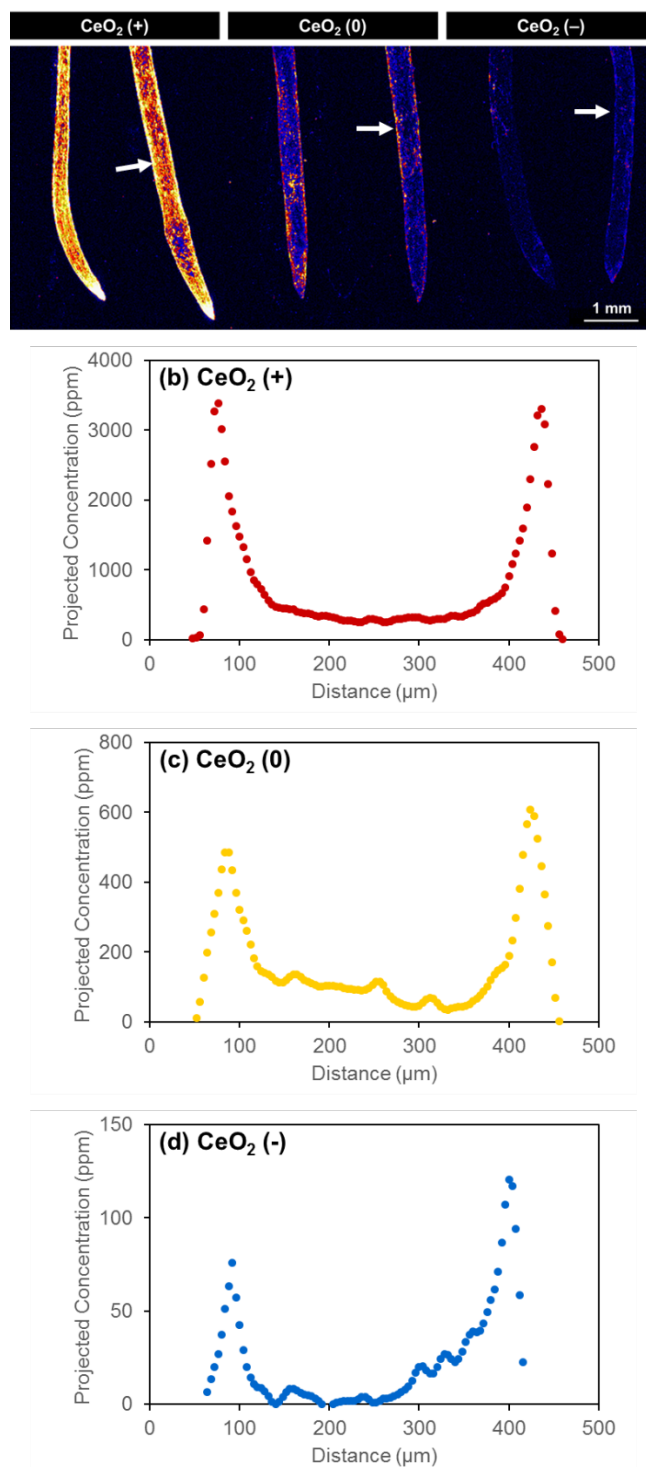 CeO₂ (+) CeO₂ (0) CeO₂ (–)
1 mm
(b) CeO₂ (+)
Projected Concentration (ppm)
4000
3000
2000
1000
0
0 100 200 300 400 500
Distance (µm)
(c) CeO₂ (0)
Projected Concentration (ppm)
800
600
400
200
0
0 100 200 300 400 500
Distance (µm)
(d) CeO₂ (-)
Projected Concentration (ppm)
150
100
50
0
0 100 200 300 400 500
Distance (µm)